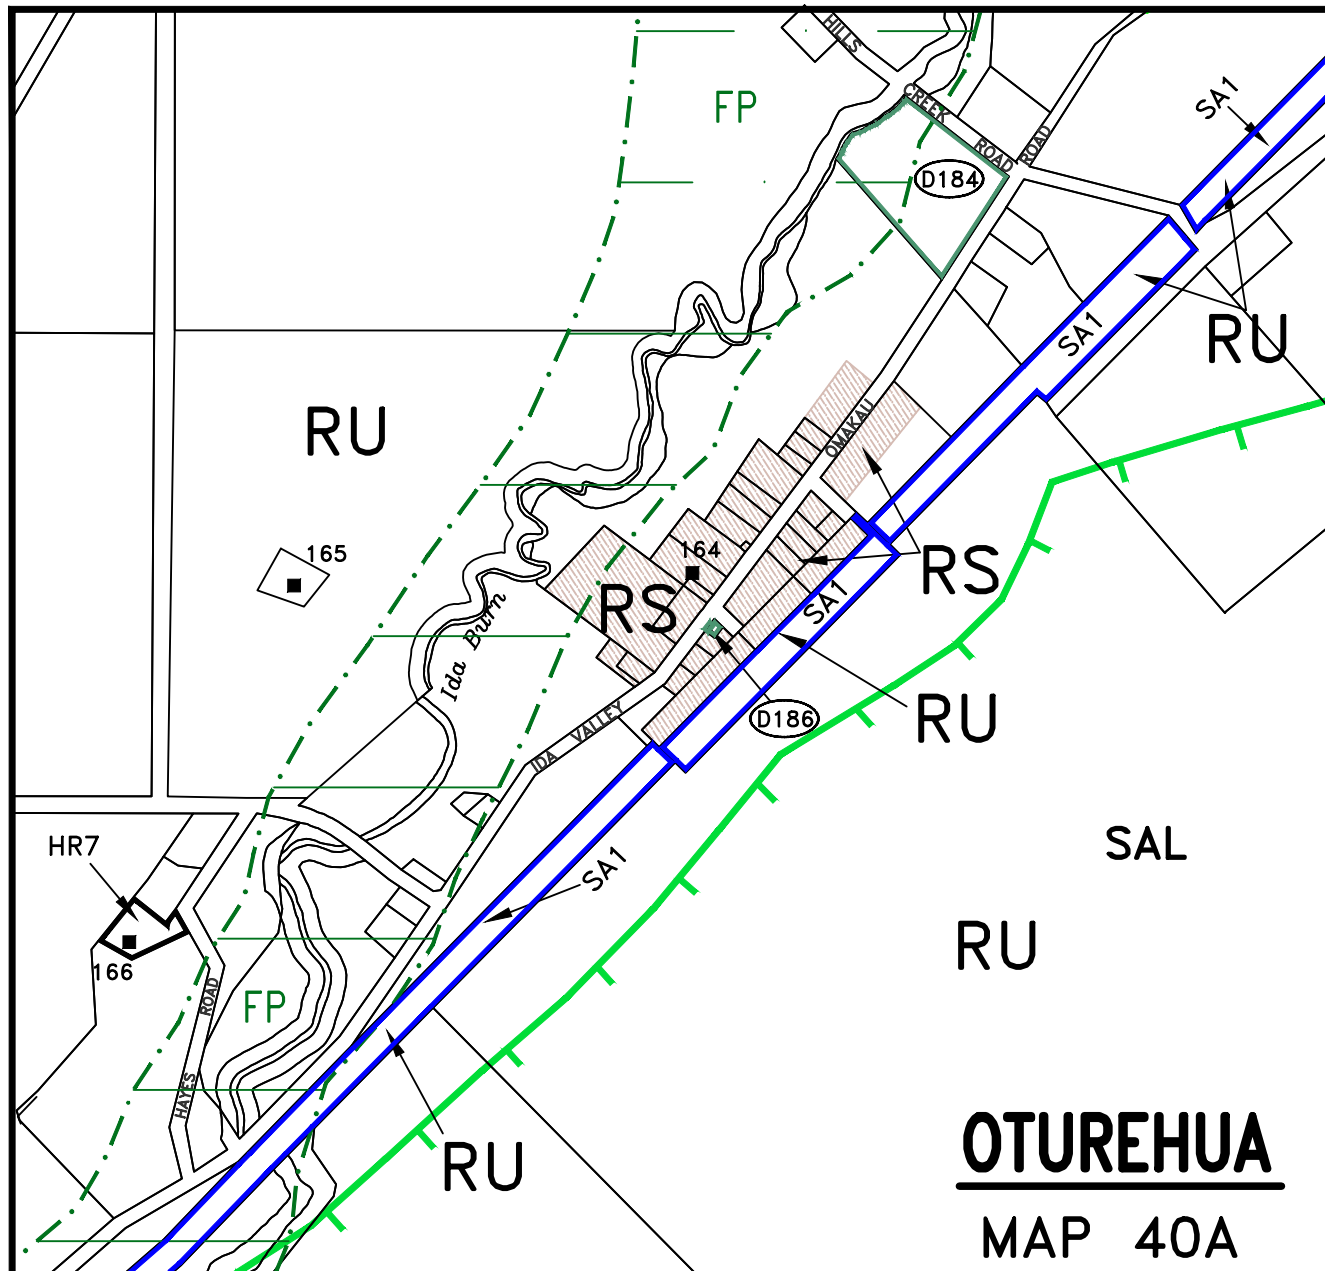 HILLS
CREEK
ROAD
ROAD
SA1
FP
D184
RU
SA1
OMAKAU
RU
165
164
RS
RS
SA1
Ida Burn
RU
D186
IDA VALLEY
SA1
HR7
SAL
166
ROAD
FP
RU
HAYES
RU
OTUREHUA
MAP 40A